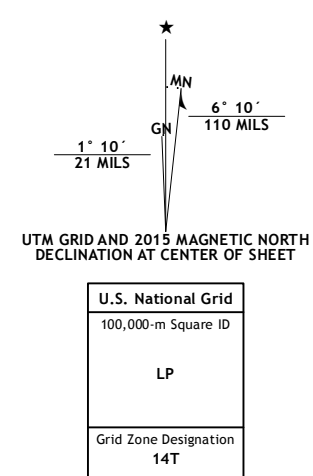 ★
MN
6° 10´
110 MILS
GN
1° 10´
21 MILS
UTM GRID AND 2015 MAGNETIC NORTH
DECLINATION AT CENTER OF SHEET
U.S. National Grid
100,000-m Square ID
LP
Grid Zone Designation
14T